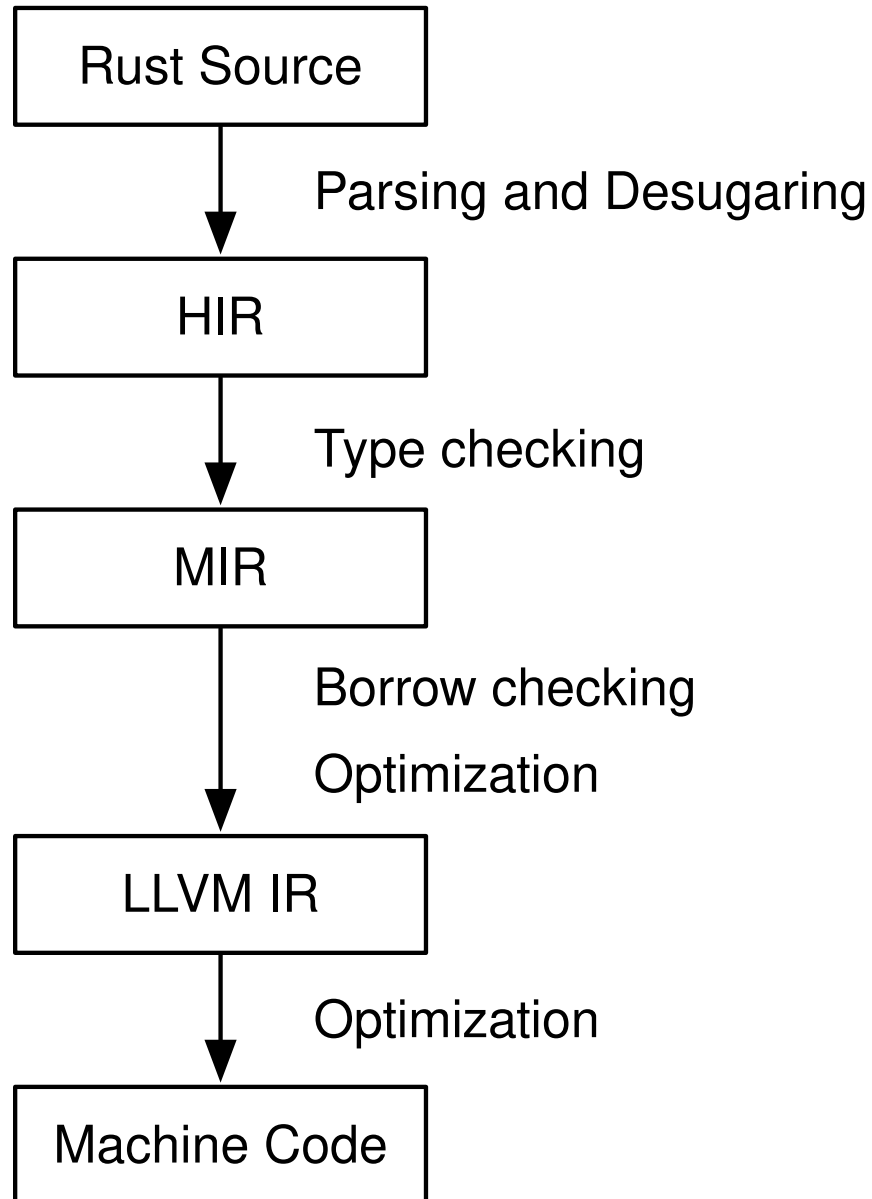 Rust Source
Parsing and Desugaring
HIR
Type checking
MIR
Borrow checking
Optimization
LLVM IR
Optimization
Machine Code